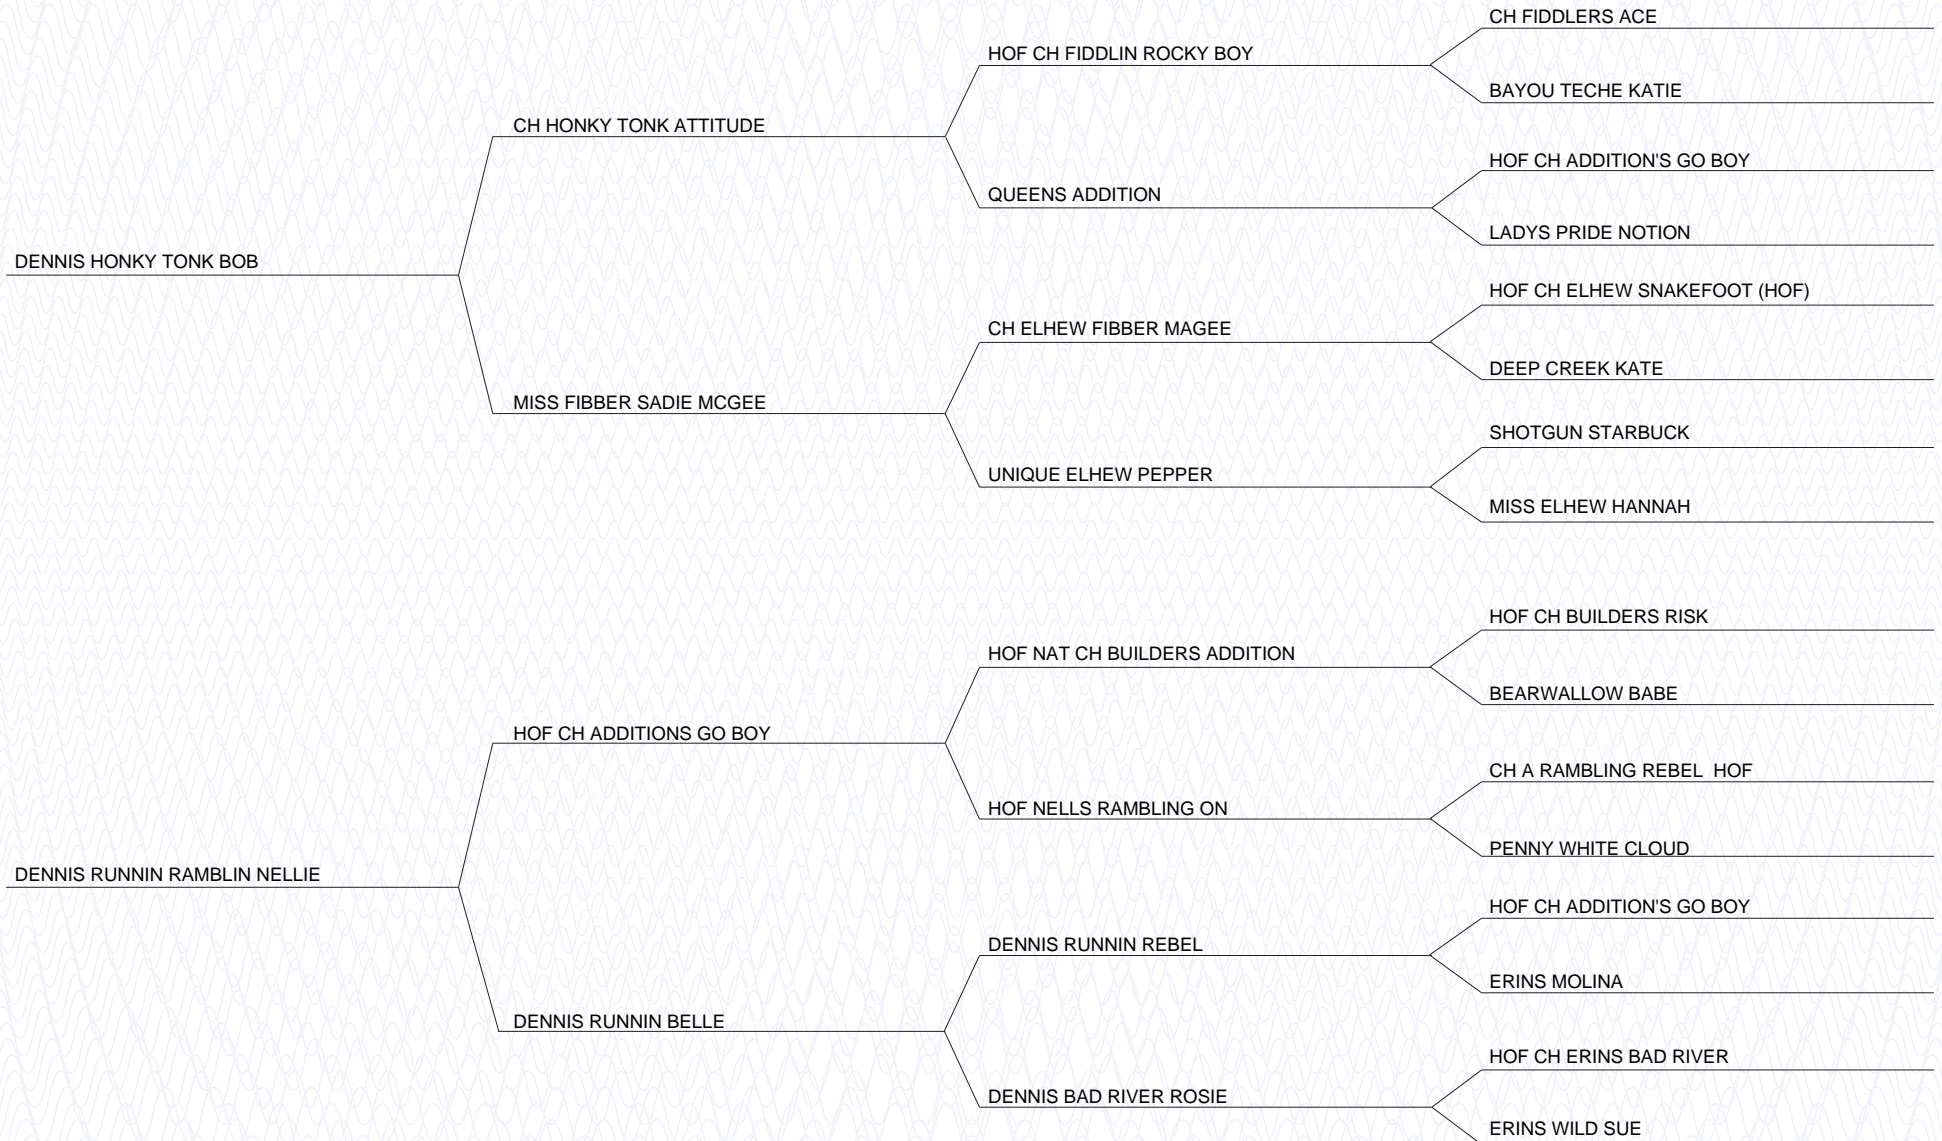 CH FIDDLERS ACE
HOF CH FIDDLIN ROCKY BOY
BAYOU TECHE KATIE
CH HONKY TONK ATTITUDE
HOF CH ADDITION'S GO BOY
QUEENS ADDITION
LADYS PRIDE NOTION
DENNIS HONKY TONK BOB
HOF CH ELHEW SNAKEFOOT (HOF)
CH ELHEW FIBBER MAGEE
DEEP CREEK KATE
MISS FIBBER SADIE MCGEE
SHOTGUN STARBUCK
UNIQUE ELHEW PEPPER
MISS ELHEW HANNAH
HOF CH BUILDERS RISK
HOF NAT CH BUILDERS ADDITION
BEARWALLOW BABE
HOF CH ADDITIONS GO BOY
CH A RAMBLING REBEL  HOF
HOF NELLS RAMBLING ON
PENNY WHITE CLOUD
DENNIS RUNNIN RAMBLIN NELLIE
HOF CH ADDITION'S GO BOY
DENNIS RUNNIN REBEL
ERINS MOLINA
DENNIS RUNNIN BELLE
HOF CH ERINS BAD RIVER
DENNIS BAD RIVER ROSIE
ERINS WILD SUE